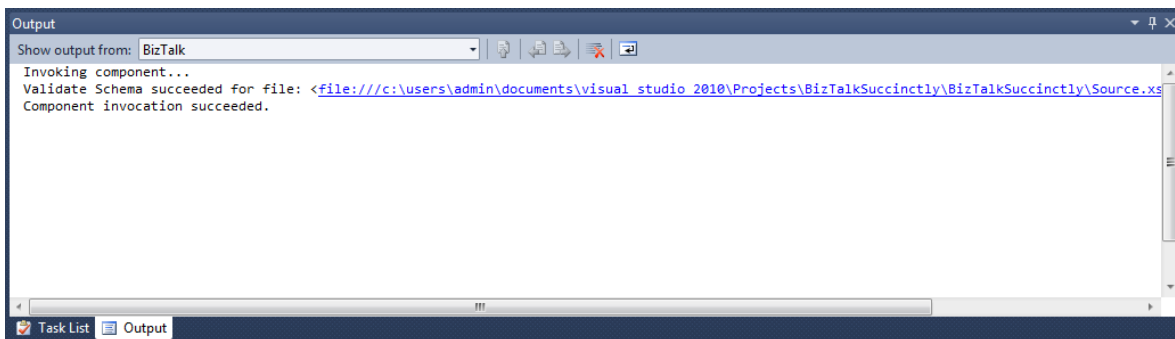 Output
Show output from: BizTalk
Invoking component...
Validate Schema succeeded for file: <file:///c:\users\admin\documents\visual studio 2010\Projects\BizTalkSuccinctly\BizTalkSuccinctly\Source.xs
Component invocation succeeded.
Task List Output